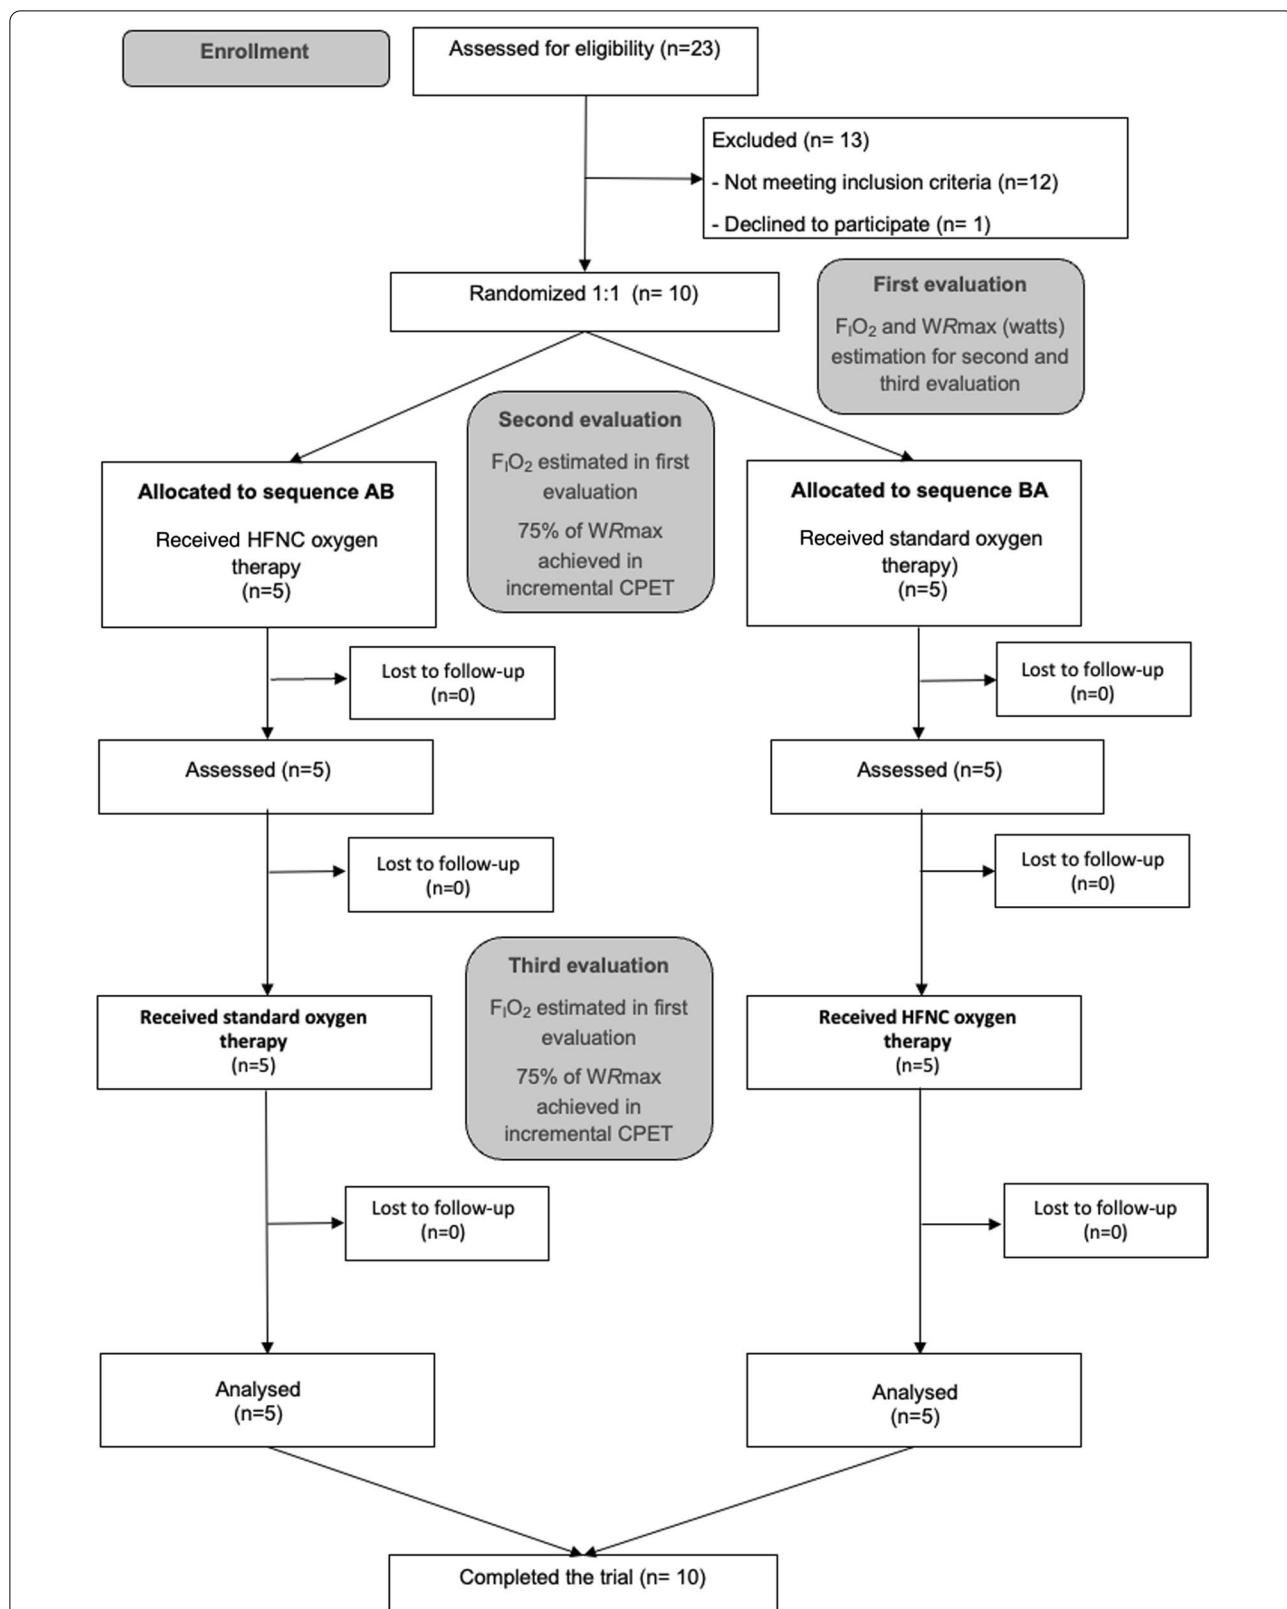 Enrollment
Assessed for eligibility (n=23)
Excluded (n= 13)
- Not meeting inclusion criteria (n=12)
- Declined to participate (n= 1)
Randomized 1:1 (n= 10)
First evaluation
FIO2 and WRmax (watts)
estimation for second and
third evaluation
Second evaluation
FIO2 estimated in first
evaluation
75% of WRmax
achieved in
incremental CPET
Allocated to sequence AB
Received HFNC oxygen
therapy
(n=5)
Allocated to sequence BA
Received standard oxygen
therapy)
(n=5)
Lost to follow-up
(n=0)
Lost to follow-up
(n=0)
Assessed (n=5)
Assessed (n=5)
Lost to follow-up
(n=0)
Lost to follow-up
(n=0)
Third evaluation
FIO2 estimated in first
evaluation
75% of WRmax
achieved in
incremental CPET
Received standard oxygen
therapy
(n=5)
Received HFNC oxygen
therapy
(n=5)
Lost to follow-up
(n=0)
Lost to follow-up
(n=0)
Analysed
(n=5)
Analysed
(n=5)
Completed the trial (n= 10)